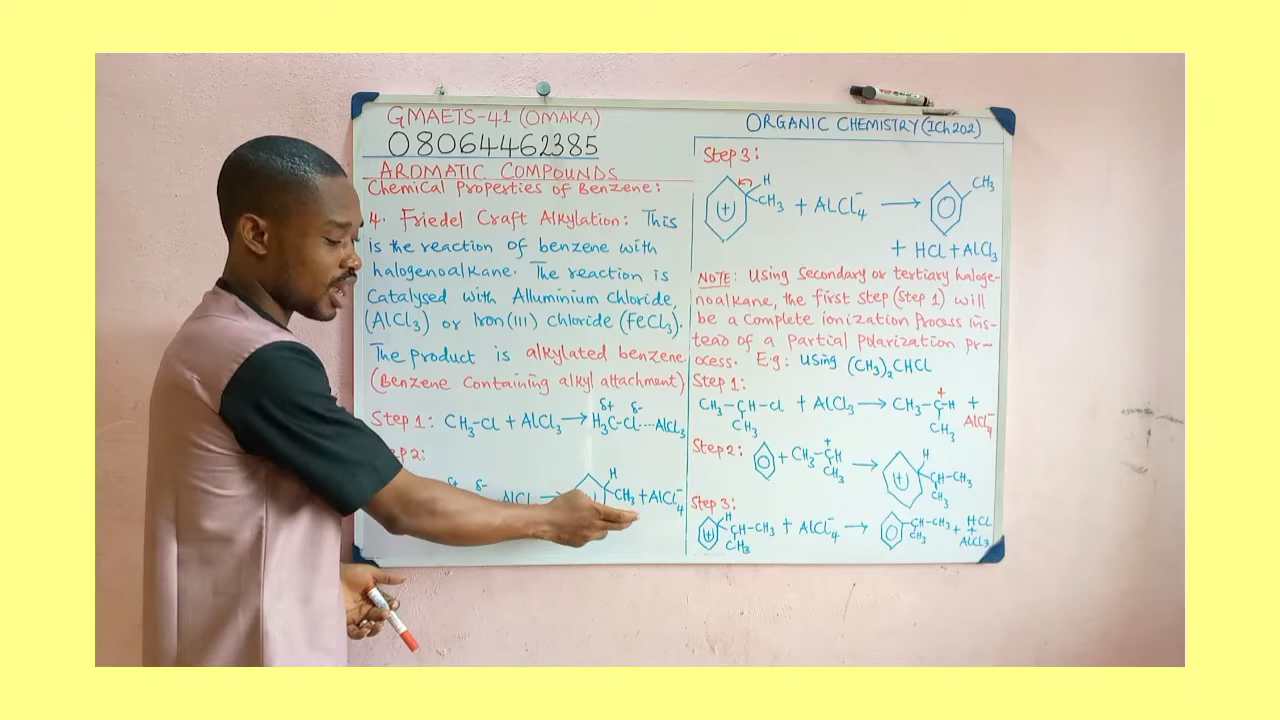 GMAETS-41 (OMAKA)
08064462385
AROMATIC COMPOUNDS
Chemical Properties of Benzene:
4. Friedel Craft Alkylation: This
is the reaction of benzene with
halogenoalkane. The reaction is
Catalysed with Alluminium Chloride,
(AlCl3) or Iron(III) Chloride (FeCl3).
The product is alkylated benzene
(Benzene Containing alkyl attachment)
Step 1: CH3-Cl + AlCl3 → H3C-Cl....AlCl3
δ+ δ-
ep2:
δ+ δ-
AlCl → H CH3 + AlCl4-
ORGANIC CHEMISTRY (ICh202)
Step 3:
(+) H CH3 + ALCl4- → CH3
+ HCl + AlCl3
NOTE: Using Secondary or tertiary haloge-
noalkane, the first step (Step 1) will
be a Complete ionization Process ins-
tead of a Partial Polarization pr-
ocess. E.g: Using (CH3)2CHCl
Step 1:
CH3-CH-Cl + AlCl3 → CH3-C+-H + AlCl4-
CH3 CH3
Step2: + CH3-C+H → (+) H CH-CH3
CH3 CH3
Step 3:
(+) H CH-CH3 + AlCl4- → CH-CH3 + HCl + AlCl3
CH3 CH3